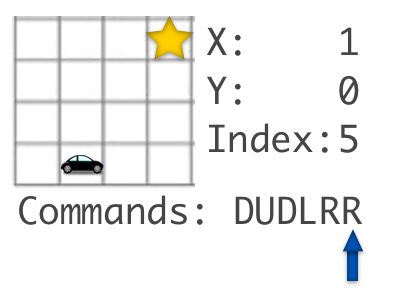 X: 1
Y: 0
Index:5
Commands: DUDLRR